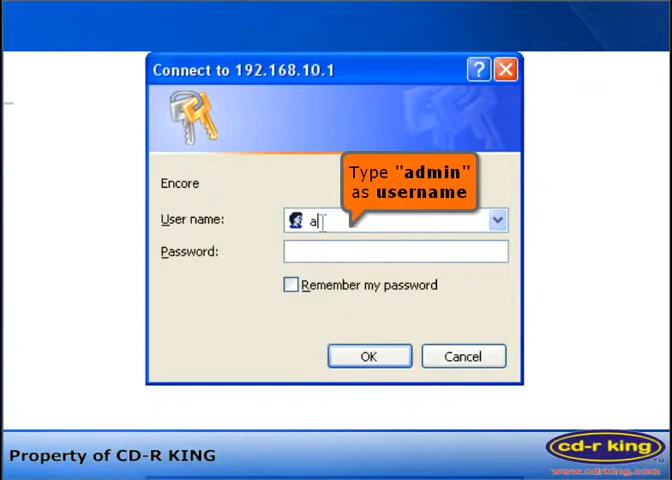 Connect to 192.168.10.1
Encore
Type "admin"
as username
User name:
a
Password:
Remember my password
OK
Cancel
Property of CD-R KING
cd-r king
TM
www.cdrking.com